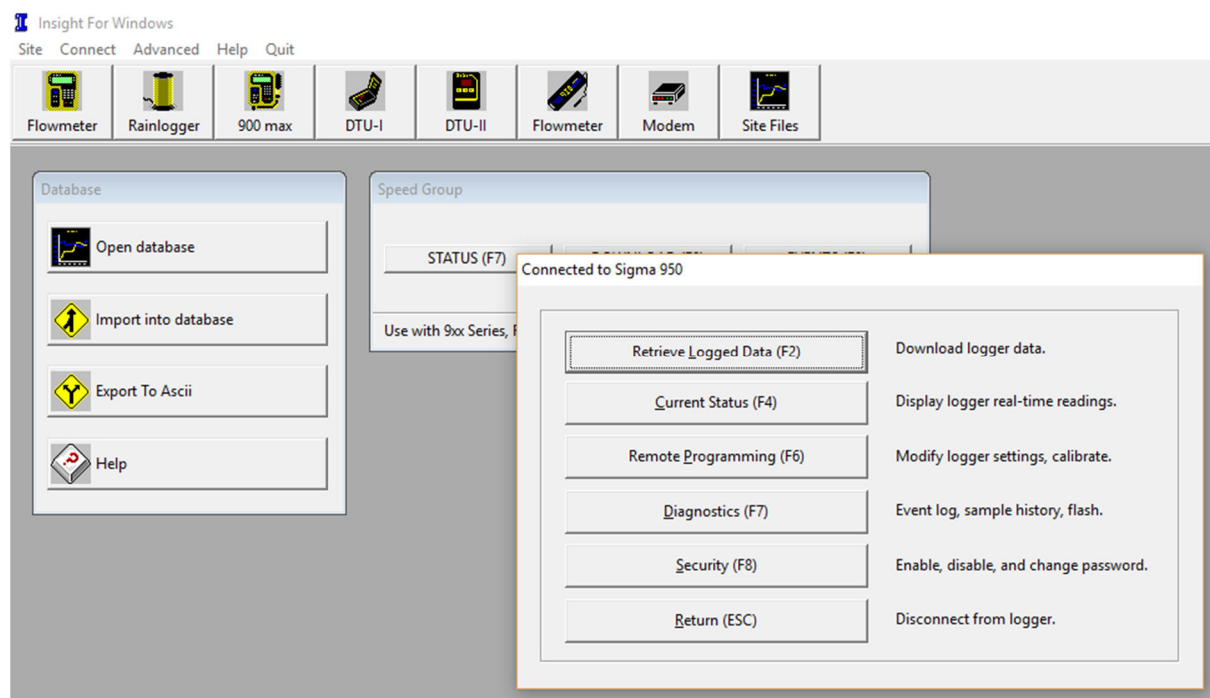 Insight For Windows
Site Connect Advanced Help Quit
Flowmeter Rainlogger 900 max DTU-I DTU-II Flowmeter Modem Site Files
Database
Open database
Import into database
Export To Ascii
Help
Speed Group
STATUS (F7)
Use with 9xx Series,
Connected to Sigma 950
Retrieve Logged Data (F2) Download logger data.
Current Status (F4) Display logger real-time readings.
Remote Programming (F6) Modify logger settings, calibrate.
Diagnostics (F7) Event log, sample history, flash.
Security (F8) Enable, disable, and change password.
Return (ESC) Disconnect from logger.